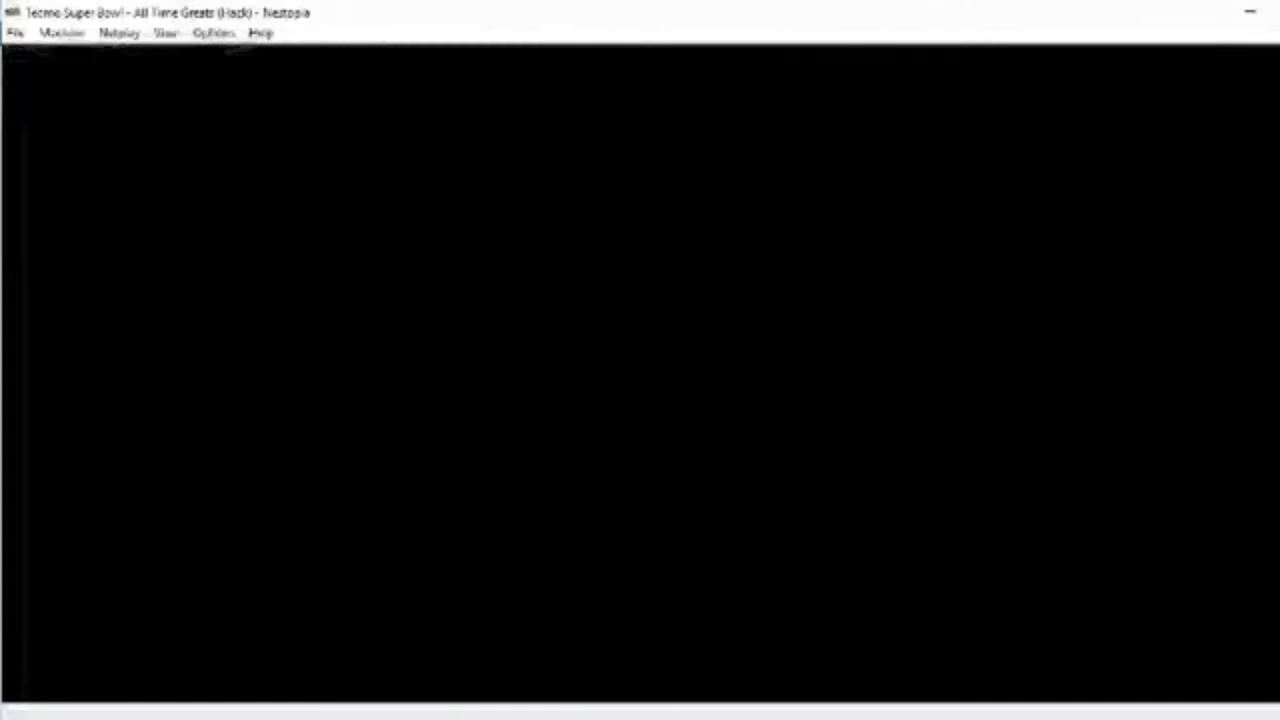 Tecmo Super Bowl - All Time Greats (Hack) - Nestopia
File Machine Netplay View Options Help